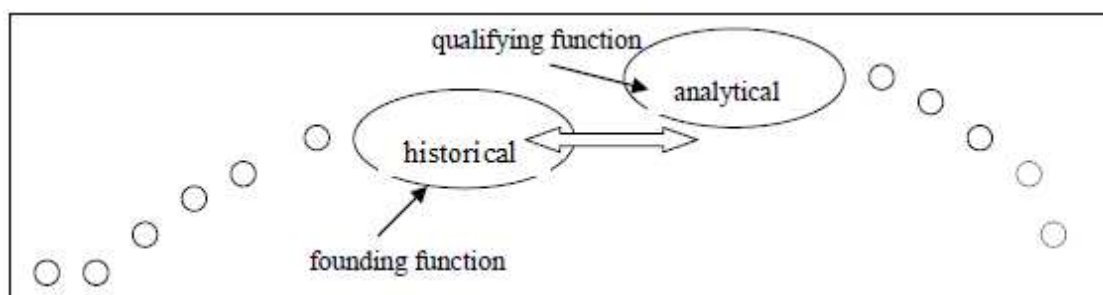 qualifying function
analytical
historical
founding function